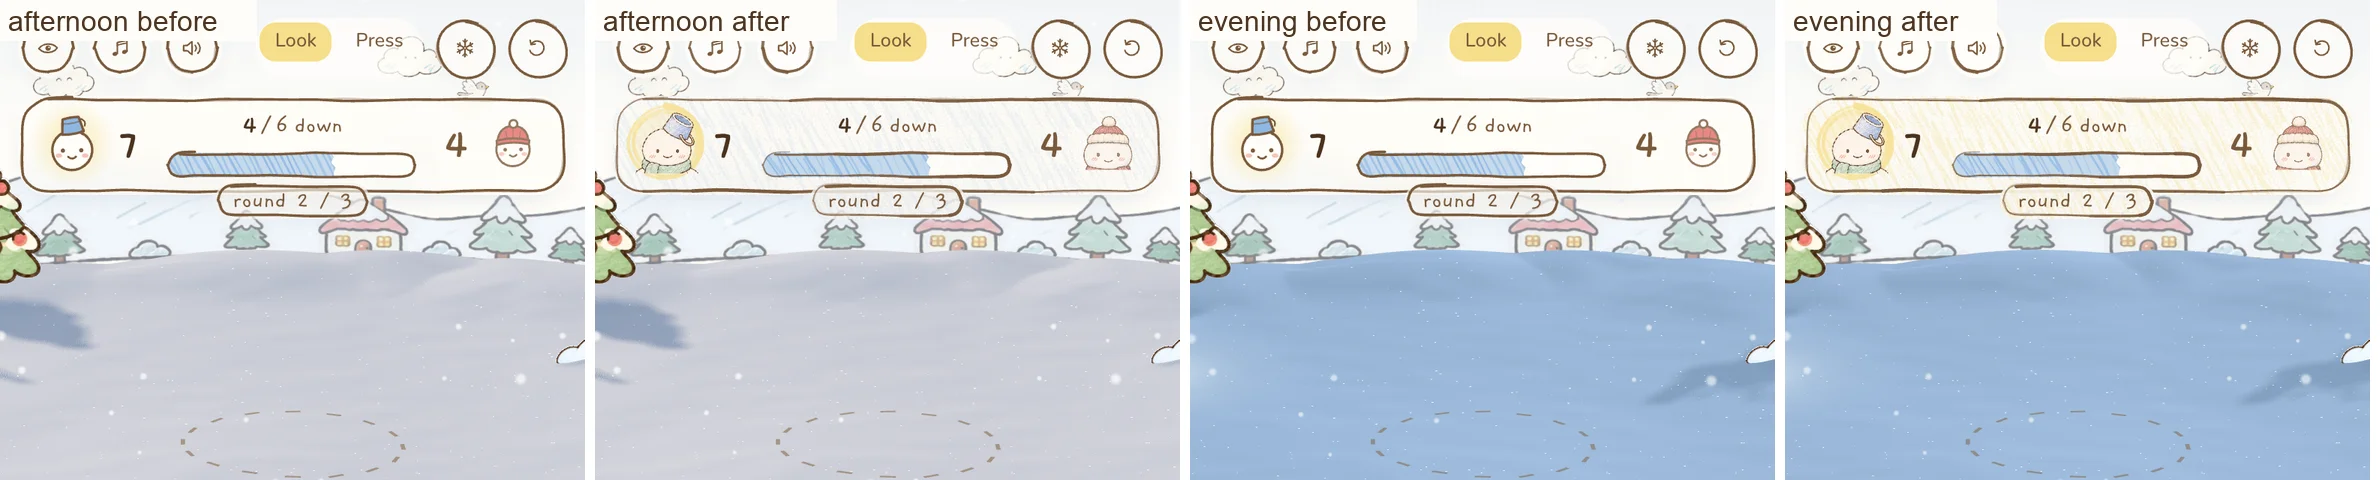 afternoon before
Look Press
7 4/6 down 4
round 2 / 3
afternoon after
Look Press
7 4/6 down 4
round 2 / 3
evening before
Look Press
7 4/6 down 4
round 2 / 3
evening after
Look Press
7 4/6 down 4
round 2 / 3